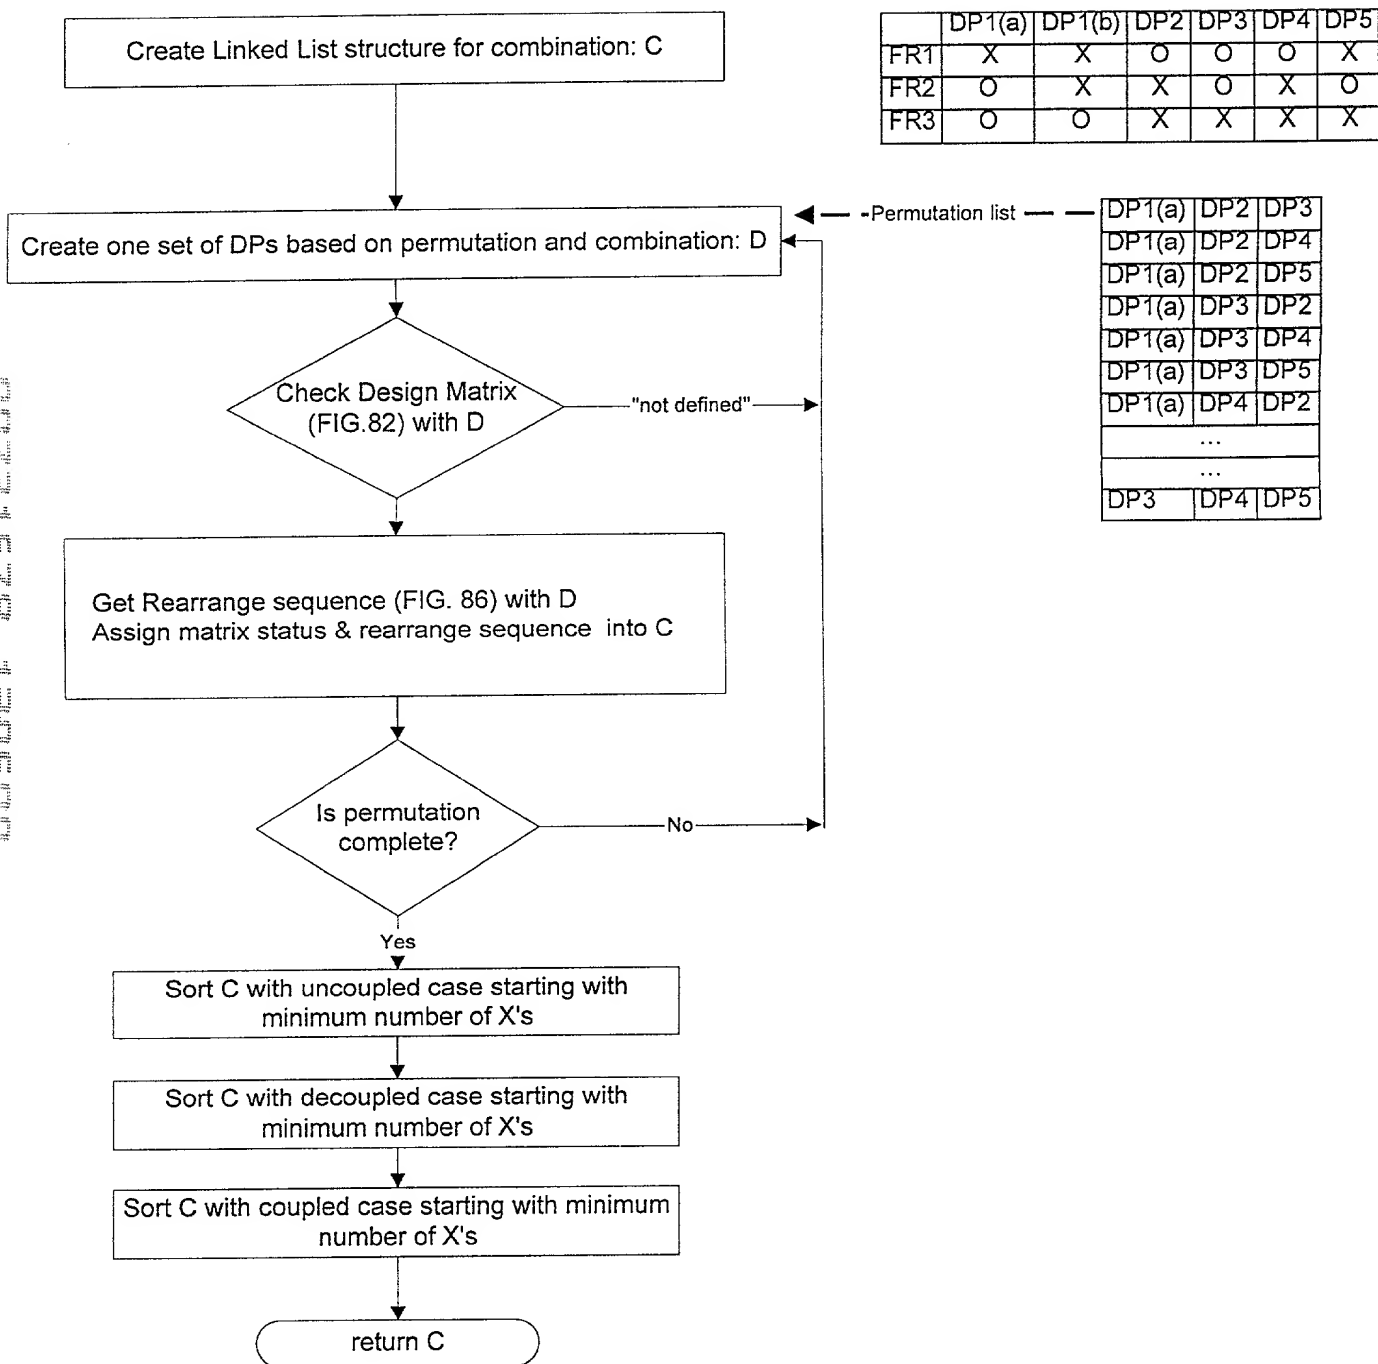 Create Linked List structure for combination: C
DP1(a) DP1(b) DP2 DP3 DP4 DP5
FR1 X X O O O X
FR2 O X X O X O
FR3 O O X X X X
Create one set of DPs based on permutation and combination: D
-Permutation list
DP1(a) DP2 DP3
DP1(a) DP2 DP4
DP1(a) DP2 DP5
DP1(a) DP3 DP2
DP1(a) DP3 DP4
DP1(a) DP3 DP5
DP1(a) DP4 DP2
...
...
DP3 DP4 DP5
Check Design Matrix
(FIG.82) with D
"not defined"
Get Rearrange sequence (FIG. 86) with D
Assign matrix status & rearrange sequence into C
Is permutation
complete?
No
Yes
Sort C with uncoupled case starting with
minimum number of X's
Sort C with decoupled case starting with
minimum number of X's
Sort C with coupled case starting with minimum
number of X's
return C